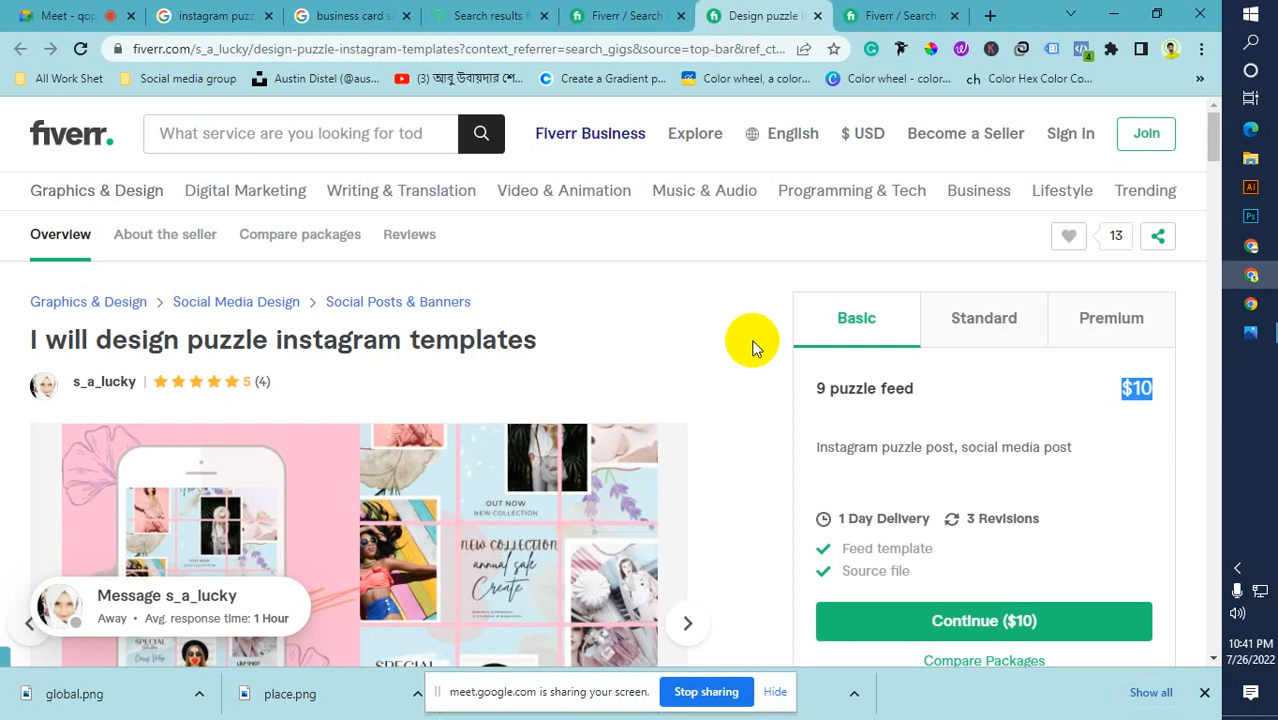 Meet -
instagram puzz
business card s
Search results f
Fiverr / Search
Design puzzle i
Fiverr / Search
fiverr.com/s_a_lucky/design-puzzle-instagram-templates?context_referrer=search_gigs&source=top-bar&ref_ct...
4
All Work Shet
Social media group
Austin Distel (@aus...
(3) আবু উবায়দার শে...
Create a Gradient p...
Color wheel, a color...
Color wheel - color...
ch Color Hex Color Co...
fiverr.
What service are you looking for tod
Fiverr Business
Explore
English
$ USD
Become a Seller
Sign In
Join
Graphics & Design
Digital Marketing
Writing & Translation
Video & Animation
Music & Audio
Programming & Tech
Business
Lifestyle
Trending
Overview
About the seller
Compare packages
Reviews
13
Graphics & Design > Social Media Design > Social Posts & Banners
I will design puzzle instagram templates
s_a_lucky | 5 (4)
Basic
Standard
Premium
9 puzzle feed
$10
Instagram puzzle post, social media post
1 Day Delivery
3 Revisions
Feed template
Source file
Continue ($10)
Compare Packages
OUT NOW
NEW COLLECTION
NEW COLLECTION
annual sale
Create
SPECIAL
SPECIAL
Message s_a_lucky
Away • Avg. response time: 1 Hour
global.png
place.png
meet.google.com is sharing your screen.
Stop sharing
Hide
Show all
Ai
Ps
10:41 PM
7/26/2022